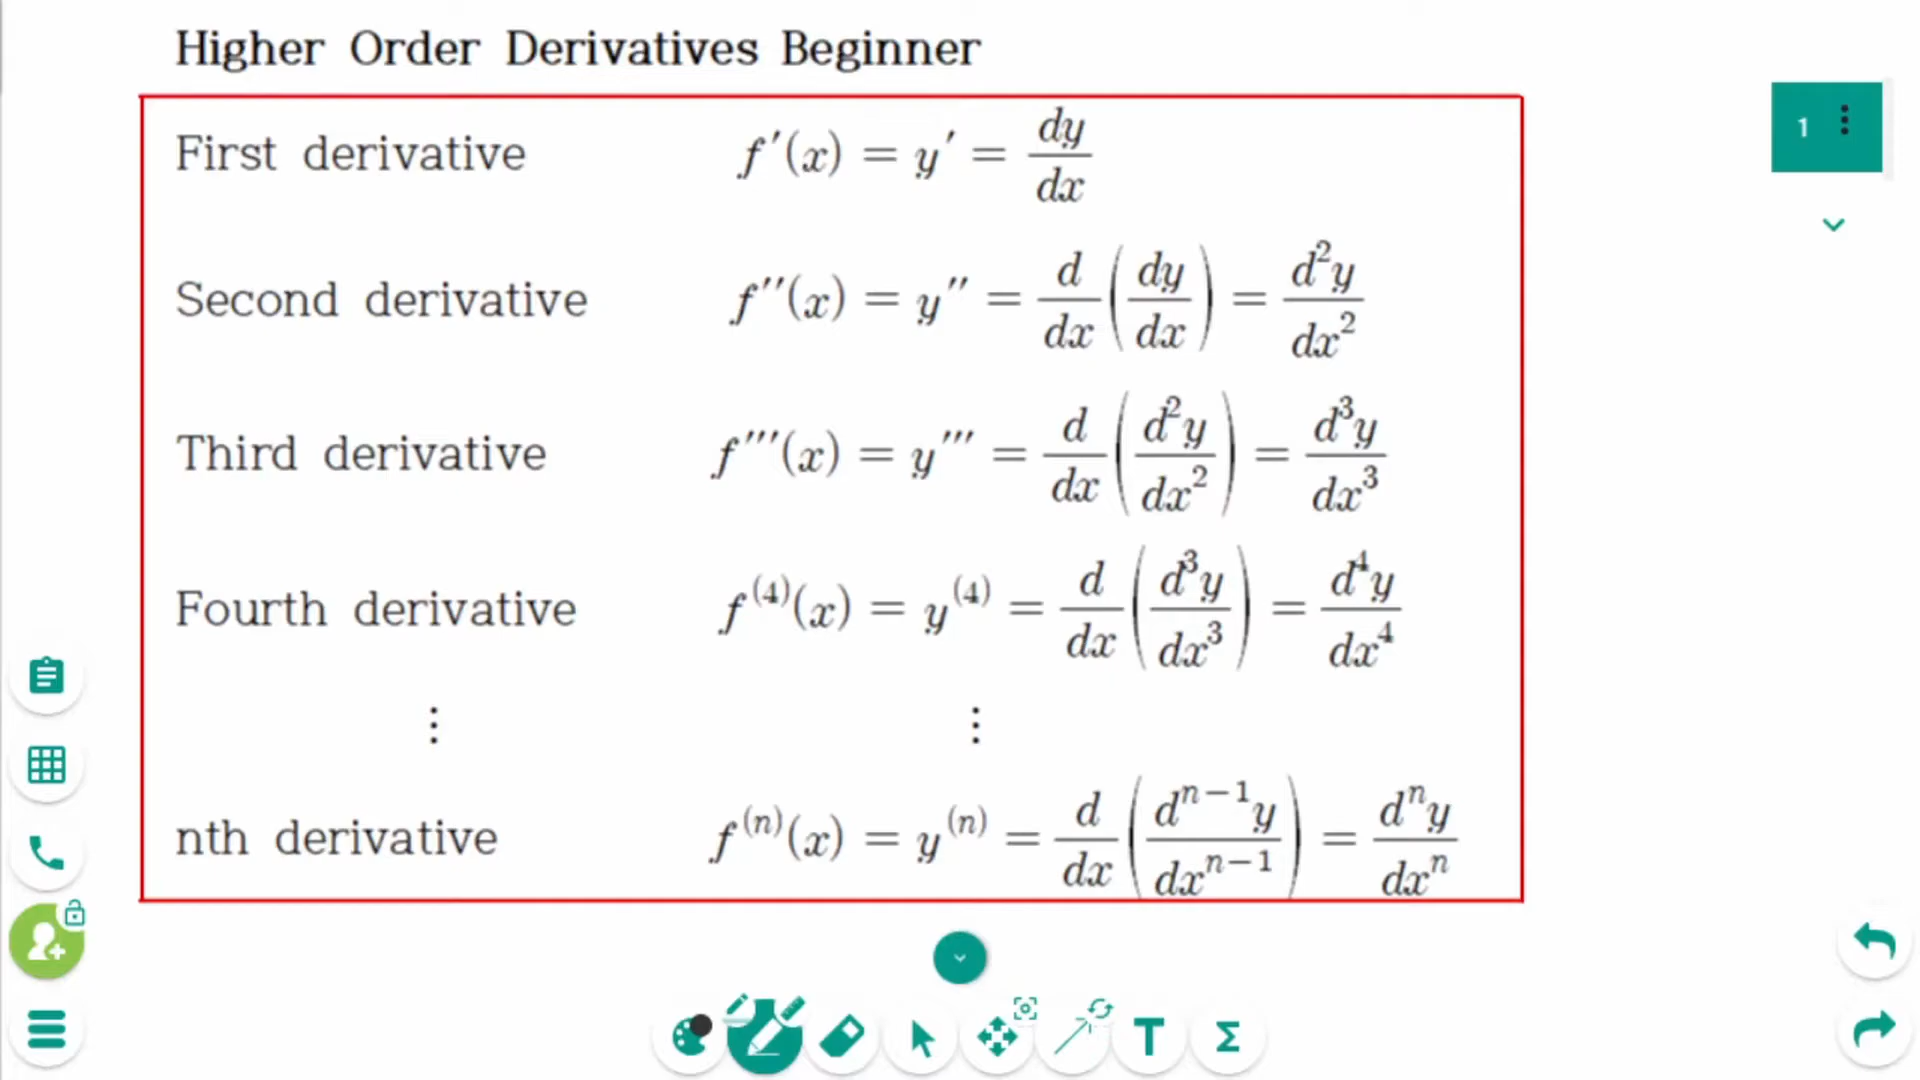 Higher Order Derivatives Beginner
First derivative f′(x) = y′ = dy/dx
Second derivative f″(x) = y″ = d/dx (dy/dx) = d²y/dx²
Third derivative f‴(x) = y‴ = d/dx (d²y/dx²) = d³y/dx³
Fourth derivative f⁽⁴⁾(x) = y⁽⁴⁾ = d/dx (d³y/dx³) = d⁴y/dx⁴
⋮ ⋮
nth derivative f⁽ⁿ⁾(x) = y⁽ⁿ⁾ = d/dx (dⁿ⁻¹y/dxⁿ⁻¹) = dⁿy/dxⁿ
1
T Σ